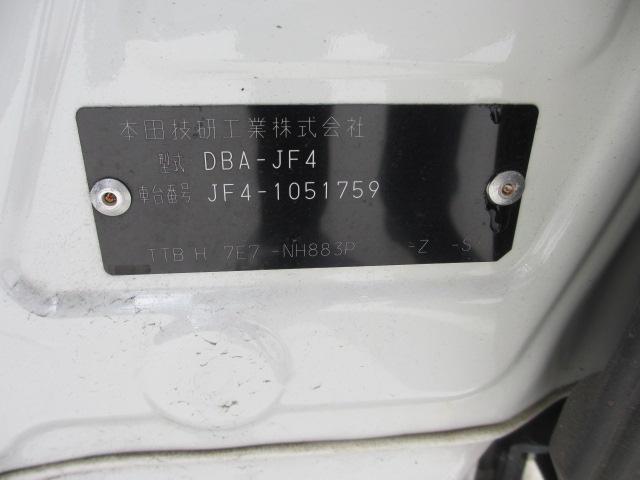 本田技研工業株式会社
型式 DBA-JF4
車台番号 JF4-1051759
TTB H 7E7 -NH883P -Z -S